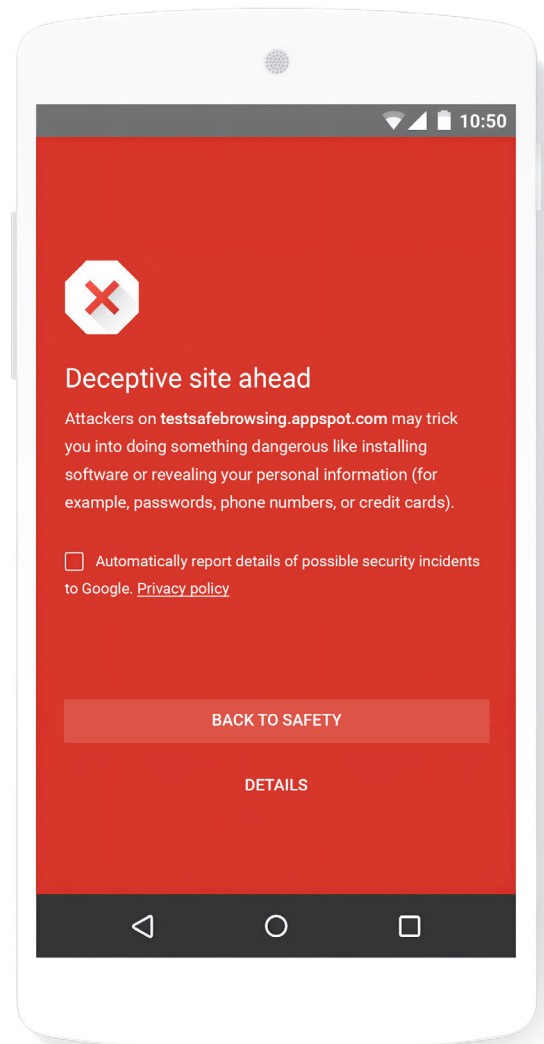 10:50
Deceptive site ahead
Attackers on testsafebrowsing.appspot.com may trick
you into doing something dangerous like installing
software or revealing your personal information (for
example, passwords, phone numbers, or credit cards).
Automatically report details of possible security incidents
to Google. Privacy policy
BACK TO SAFETY
DETAILS